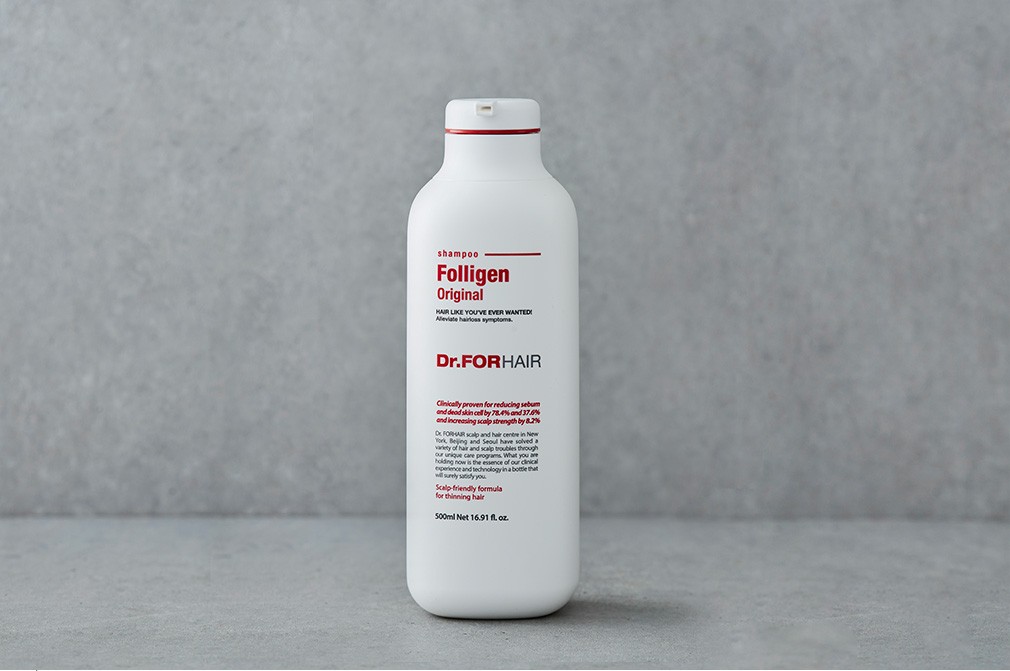 shampoo
Folligen
Original
HAIR LIKE YOU'VE EVER WANTED!
Alleviate hairloss symptoms.
Dr.FORHAIR
Clinically proven for reducing sebum
and dead skin cell by 78.4% and 37.6%
and increasing scalp strength by 8.2%
Dr. FORHAIR scalp and hair centre in New
York, Beijing and Seoul have solved a
variety of hair and scalp troubles through
our unique care programs. What you are
holding now is the essence of our clinical
experience and technology in a bottle that
will surely satisfy you.
Scalp-friendly formula
for thinning hair
500ml Net 16.91 fl. oz.